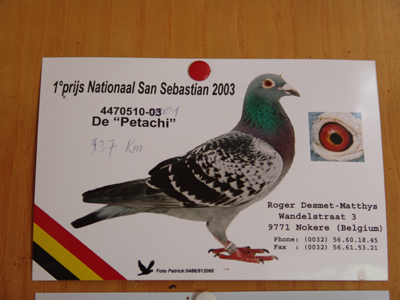 1°prijs Nationaal San Sebastian 2003
4470510-03
De "Petachi"
937 Km.
Roger Desmet-Matthys
Wandelstraat 3
9771 Nokere (Belgium)
Phone: (0032) 56.60.18.45
Fax : (0032) 56.61.53.21
Foto Patrick:0486/912065